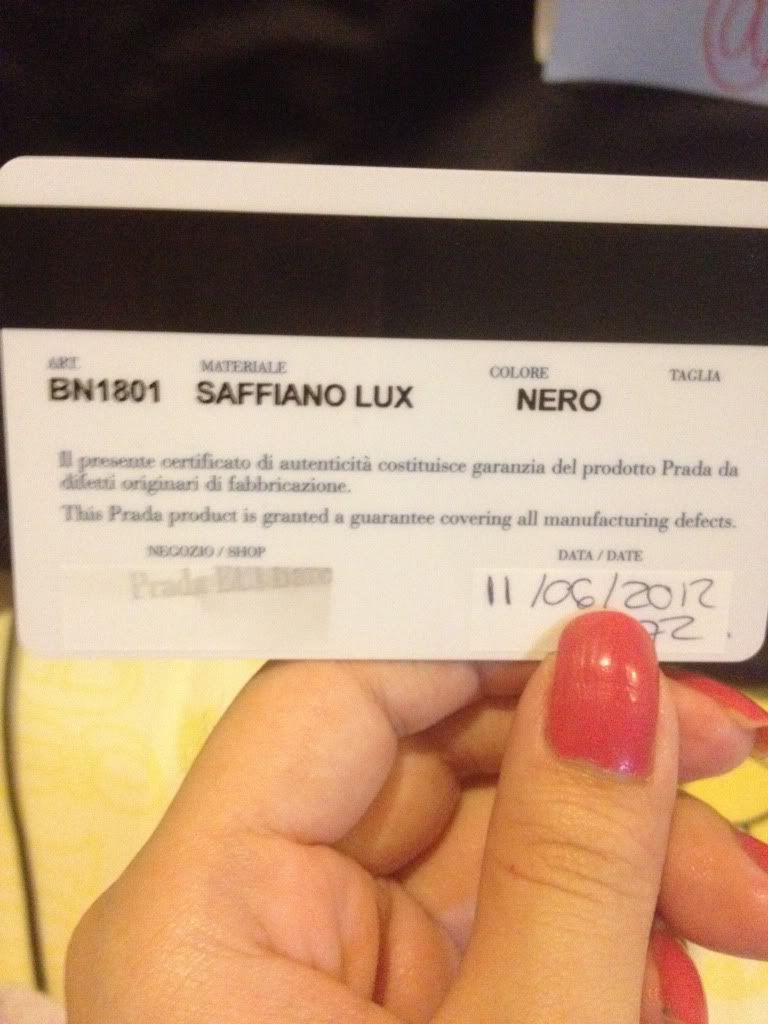 @
ART. MATERIALE COLORE TAGLIA
BN1801 SAFFIANO LUX NERO
Il presente certificato di autenticità costituisce garanzia del prodotto Prada da
difetti originari di fabbricazione.
This Prada product is granted a guarantee covering all manufacturing defects.
NEGOZIO / SHOP DATA / DATE
Prada 11/06/2012
72.